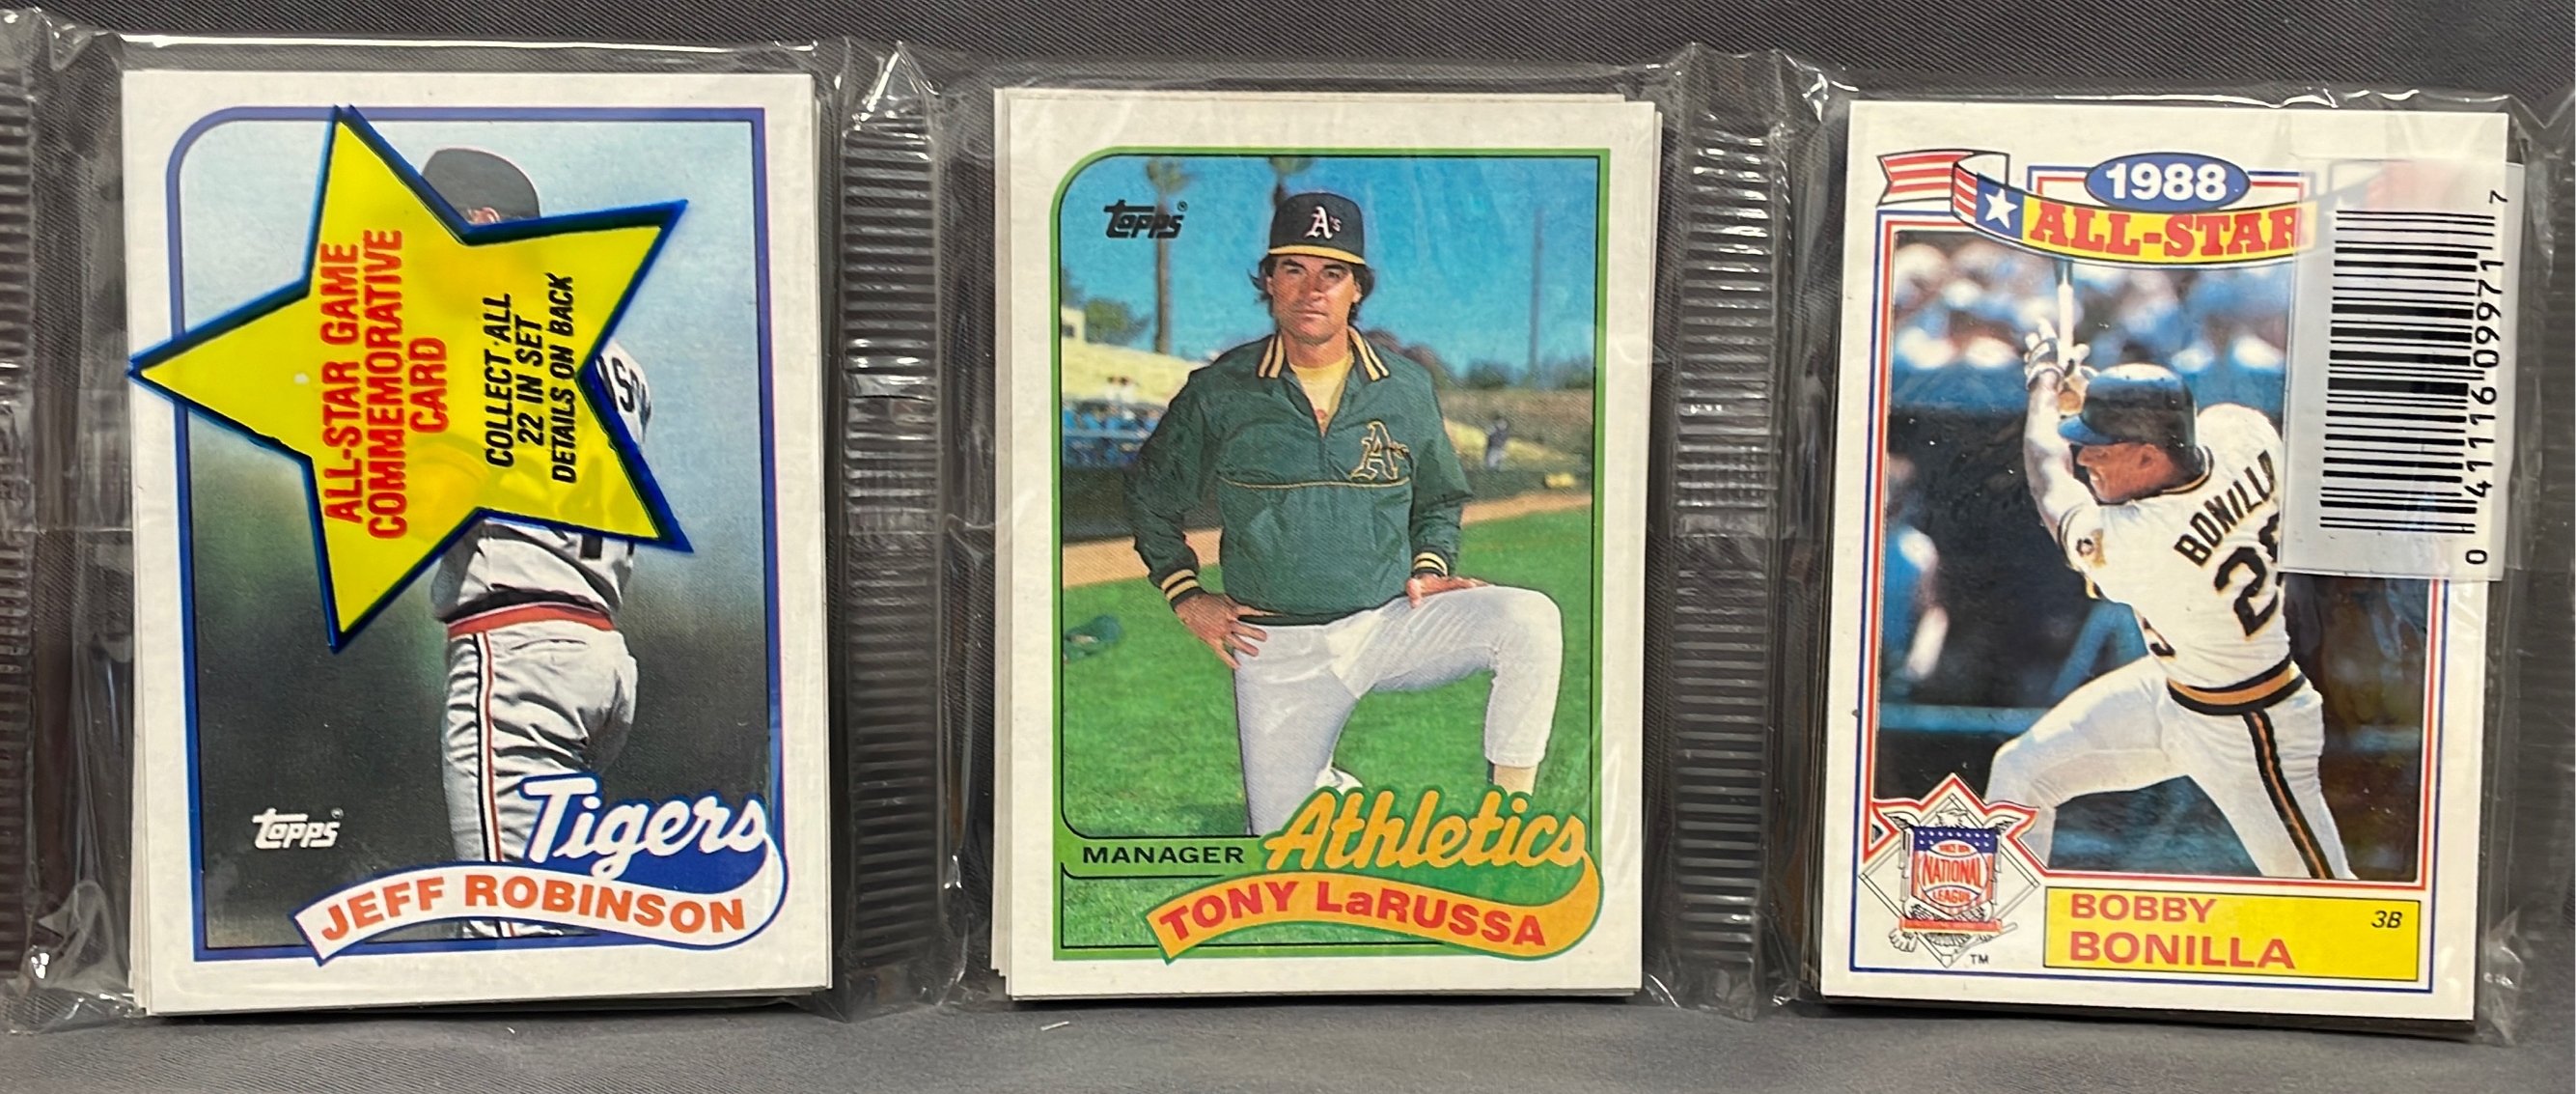 ALL-STAR GAME
COMMEMORATIVE
CARD
COLLECT ALL
22 IN SET
DETAILS ON BACK
topps®
Tigers
JEFF ROBINSON
topps®
A's
A's
MANAGER
Athletics
TONY LaRUSSA
1988
ALL-STAR
BONILLA
NATIONAL
LEAGUE
TM
BOBBY
BONILLA
3B
0 41116 09971 7